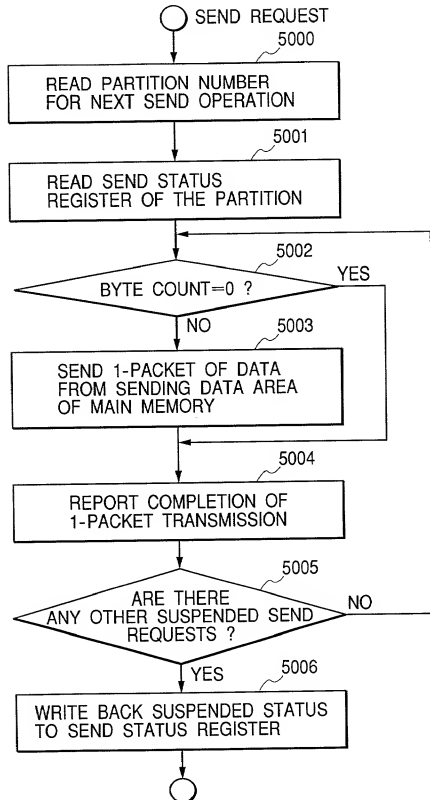 SEND REQUEST
5000
READ PARTITION NUMBER
FOR NEXT SEND OPERATION
5001
READ SEND STATUS
REGISTER OF THE PARTITION
5002
BYTE COUNT=0 ?
YES
NO
5003
SEND 1-PACKET OF DATA
FROM SENDING DATA AREA
OF MAIN MEMORY
5004
REPORT COMPLETION OF
1-PACKET TRANSMISSION
5005
ARE THERE
ANY OTHER SUSPENDED SEND
REQUESTS ?
NO
YES
5006
WRITE BACK SUSPENDED STATUS
TO SEND STATUS REGISTER